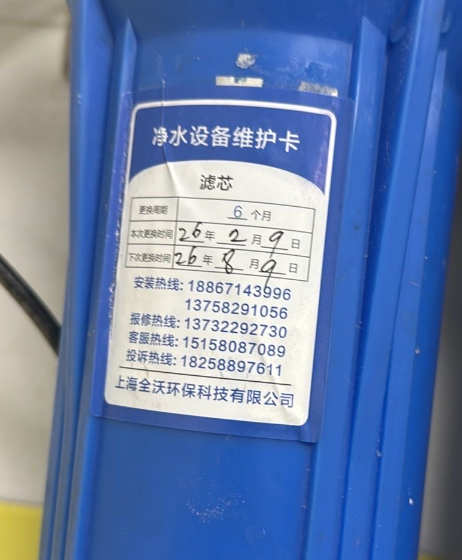 净水设备维护卡
滤芯
更换周期 6 个月
本次更换时间 26 年 2 月 9 日
下次更换时间 26 年 8 月 9 日
安装热线: 18867143996
13758291056
报修热线: 13732292730
客服热线: 15158087089
投诉热线: 18258897611
上海全沃环保科技有限公司